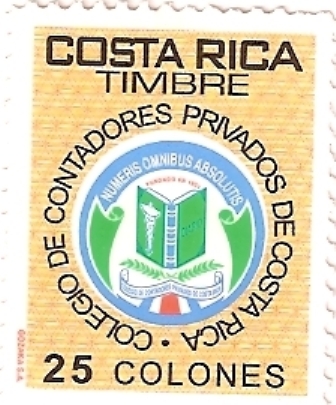 COSTA RICA
TIMBRE
COLEGIO DE CONTADORES PRIVADOS DE COSTA RICA •
NUMERIS OMNIBUS ABSOLUTIS
25 COLONES